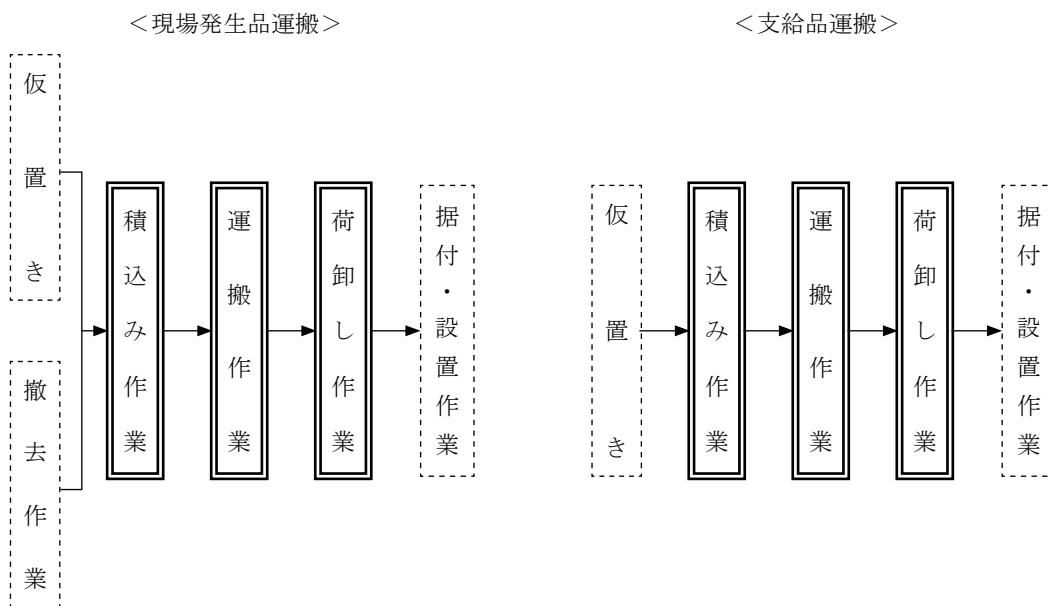 ＜現場発生品運搬＞
仮置き
撤去作業
積込み作業
運搬作業
荷卸し作業
据付・設置作業
＜支給品運搬＞
仮置き
積込み作業
運搬作業
荷卸し作業
据付・設置作業